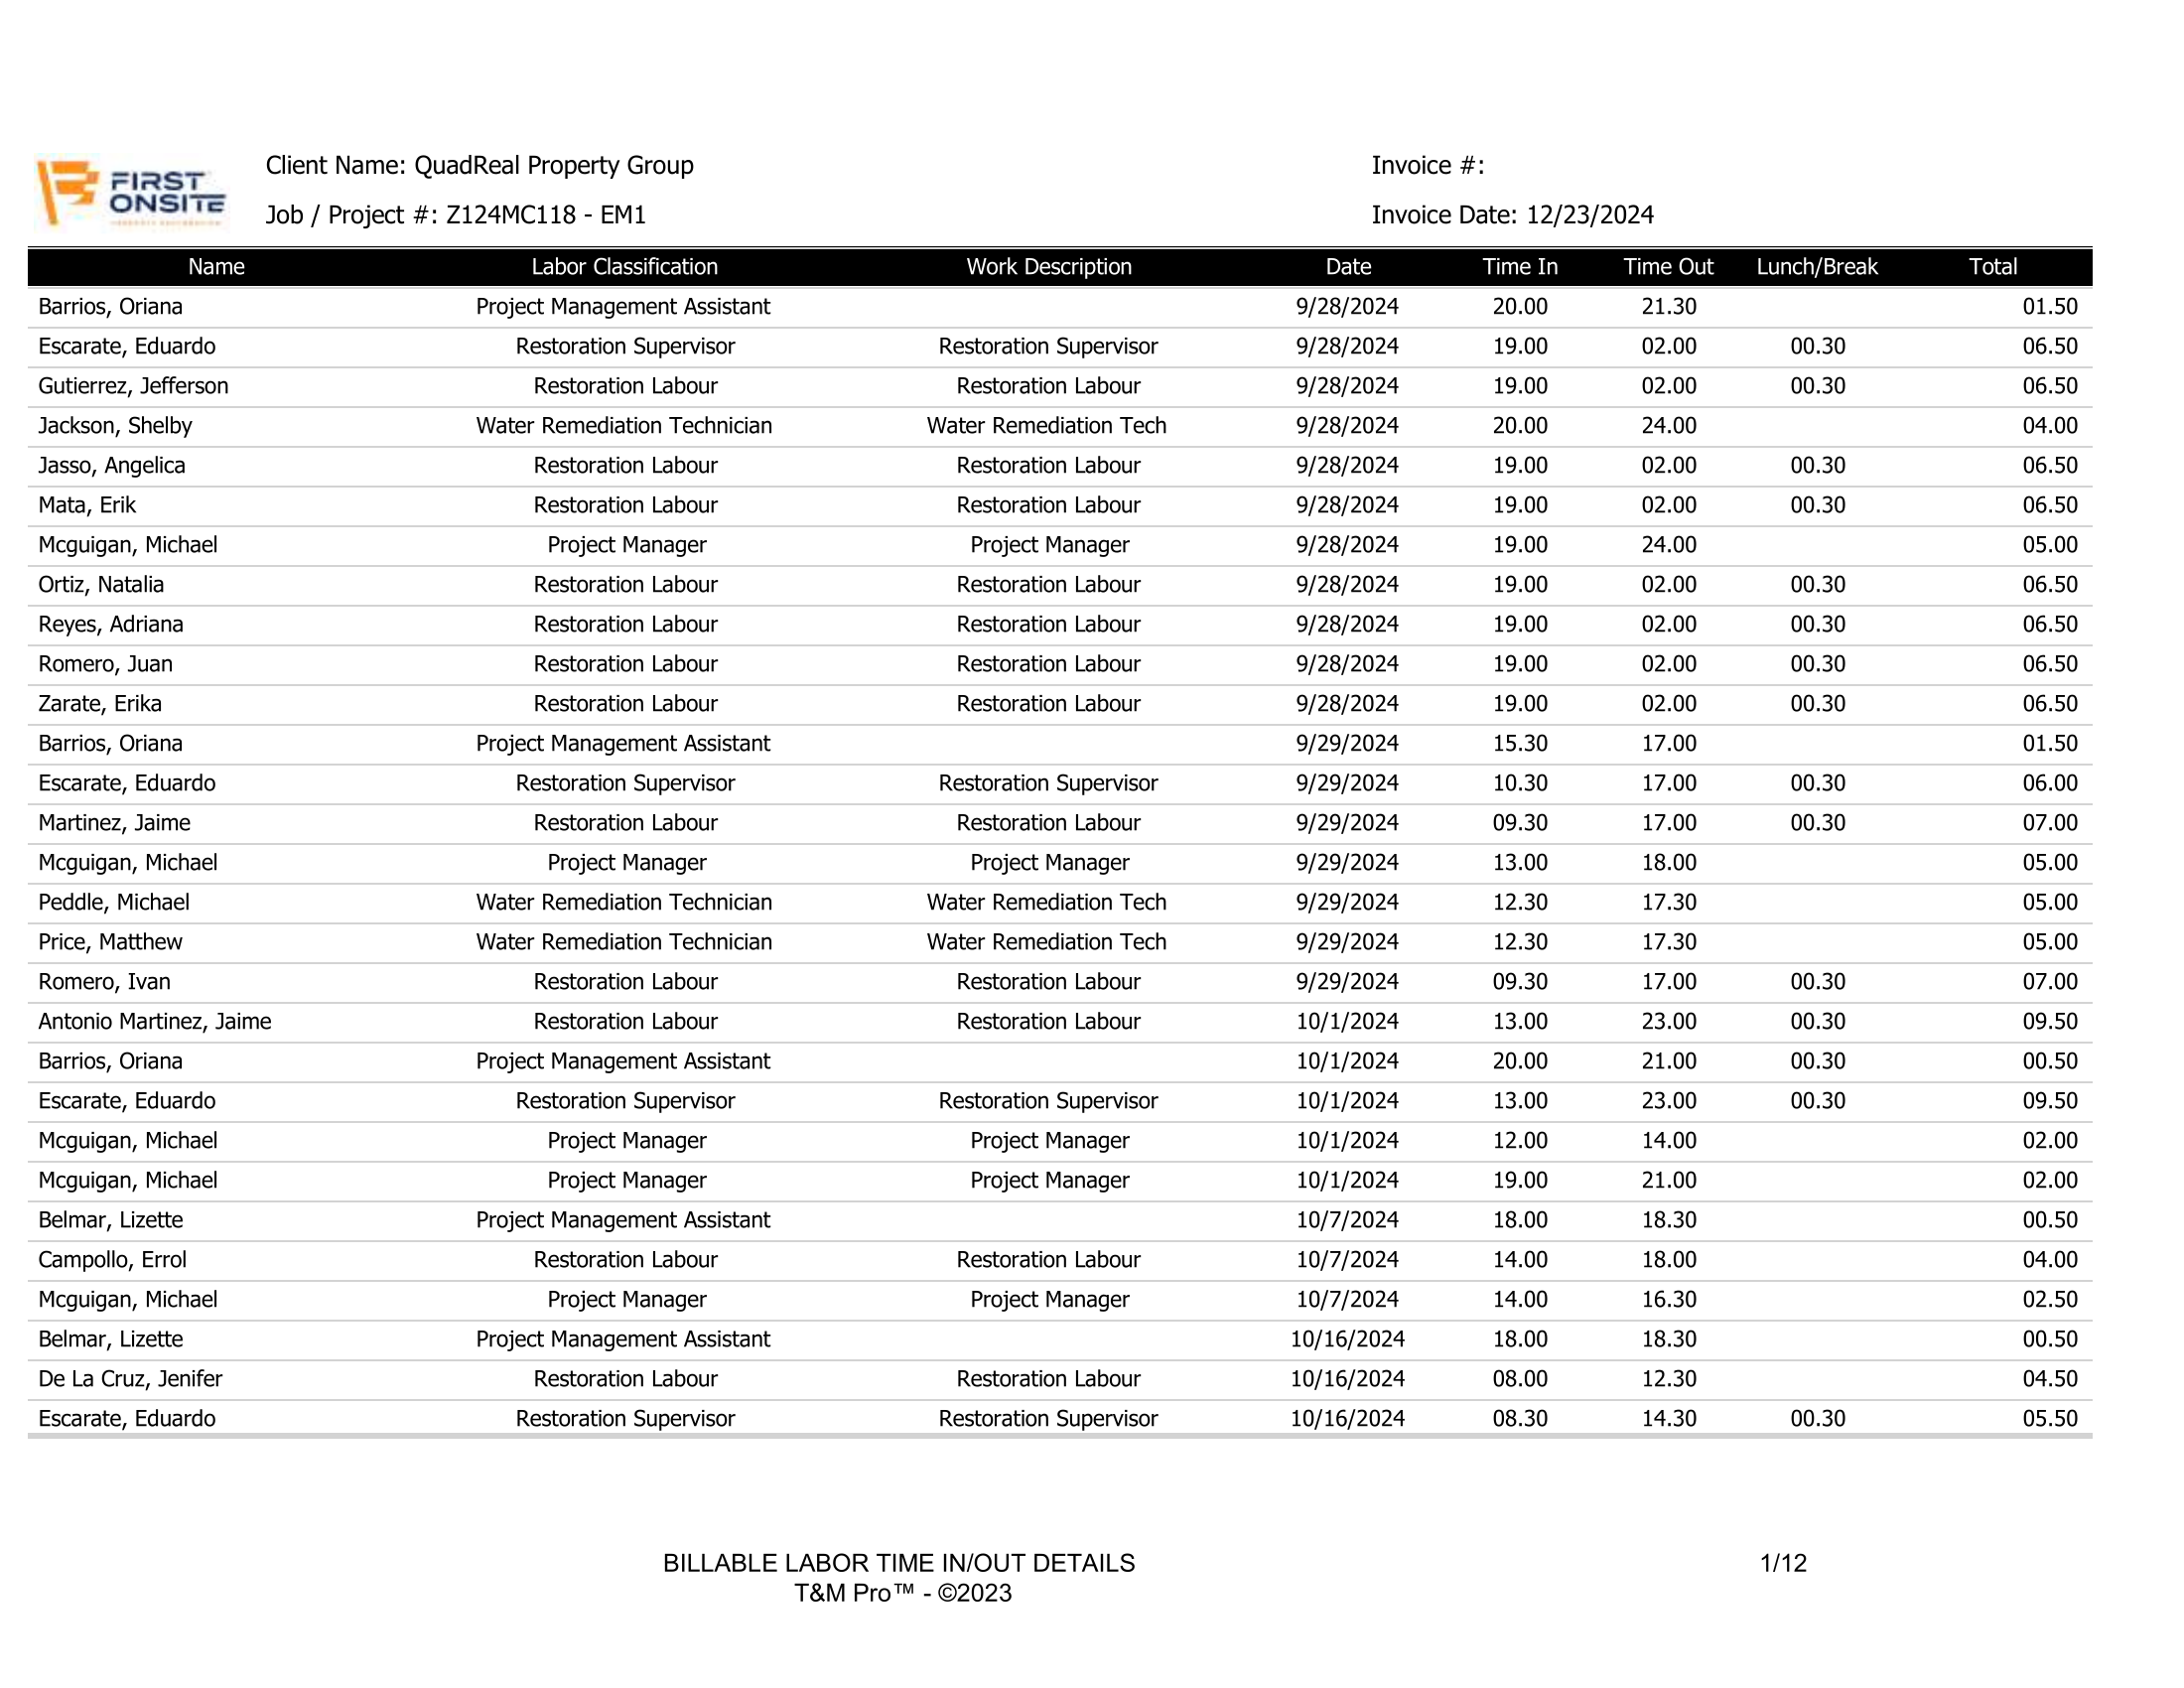 FIRST
ONSITE
Client Name: QuadReal Property Group
Invoice #:
Job / Project #: Z124MC118 - EM1
Invoice Date: 12/23/2024
Name Labor Classification Work Description Date Time In Time Out Lunch/Break Total
Barrios, Oriana Project Management Assistant 9/28/2024 20.00 21.30 01.50
Escarate, Eduardo Restoration Supervisor Restoration Supervisor 9/28/2024 19.00 02.00 00.30 06.50
Gutierrez, Jefferson Restoration Labour Restoration Labour 9/28/2024 19.00 02.00 00.30 06.50
Jackson, Shelby Water Remediation Technician Water Remediation Tech 9/28/2024 20.00 24.00 04.00
Jasso, Angelica Restoration Labour Restoration Labour 9/28/2024 19.00 02.00 00.30 06.50
Mata, Erik Restoration Labour Restoration Labour 9/28/2024 19.00 02.00 00.30 06.50
Mcguigan, Michael Project Manager Project Manager 9/28/2024 19.00 24.00 05.00
Ortiz, Natalia Restoration Labour Restoration Labour 9/28/2024 19.00 02.00 00.30 06.50
Reyes, Adriana Restoration Labour Restoration Labour 9/28/2024 19.00 02.00 00.30 06.50
Romero, Juan Restoration Labour Restoration Labour 9/28/2024 19.00 02.00 00.30 06.50
Zarate, Erika Restoration Labour Restoration Labour 9/28/2024 19.00 02.00 00.30 06.50
Barrios, Oriana Project Management Assistant 9/29/2024 15.30 17.00 01.50
Escarate, Eduardo Restoration Supervisor Restoration Supervisor 9/29/2024 10.30 17.00 00.30 06.00
Martinez, Jaime Restoration Labour Restoration Labour 9/29/2024 09.30 17.00 00.30 07.00
Mcguigan, Michael Project Manager Project Manager 9/29/2024 13.00 18.00 05.00
Peddle, Michael Water Remediation Technician Water Remediation Tech 9/29/2024 12.30 17.30 05.00
Price, Matthew Water Remediation Technician Water Remediation Tech 9/29/2024 12.30 17.30 05.00
Romero, Ivan Restoration Labour Restoration Labour 9/29/2024 09.30 17.00 00.30 07.00
Antonio Martinez, Jaime Restoration Labour Restoration Labour 10/1/2024 13.00 23.00 00.30 09.50
Barrios, Oriana Project Management Assistant 10/1/2024 20.00 21.00 00.30 00.50
Escarate, Eduardo Restoration Supervisor Restoration Supervisor 10/1/2024 13.00 23.00 00.30 09.50
Mcguigan, Michael Project Manager Project Manager 10/1/2024 12.00 14.00 02.00
Mcguigan, Michael Project Manager Project Manager 10/1/2024 19.00 21.00 02.00
Belmar, Lizette Project Management Assistant 10/7/2024 18.00 18.30 00.50
Campollo, Errol Restoration Labour Restoration Labour 10/7/2024 14.00 18.00 04.00
Mcguigan, Michael Project Manager Project Manager 10/7/2024 14.00 16.30 02.50
Belmar, Lizette Project Management Assistant 10/16/2024 18.00 18.30 00.50
De La Cruz, Jenifer Restoration Labour Restoration Labour 10/16/2024 08.00 12.30 04.50
Escarate, Eduardo Restoration Supervisor Restoration Supervisor 10/16/2024 08.30 14.30 00.30 05.50
BILLABLE LABOR TIME IN/OUT DETAILS 1/12
T&M Pro™ - ©2023